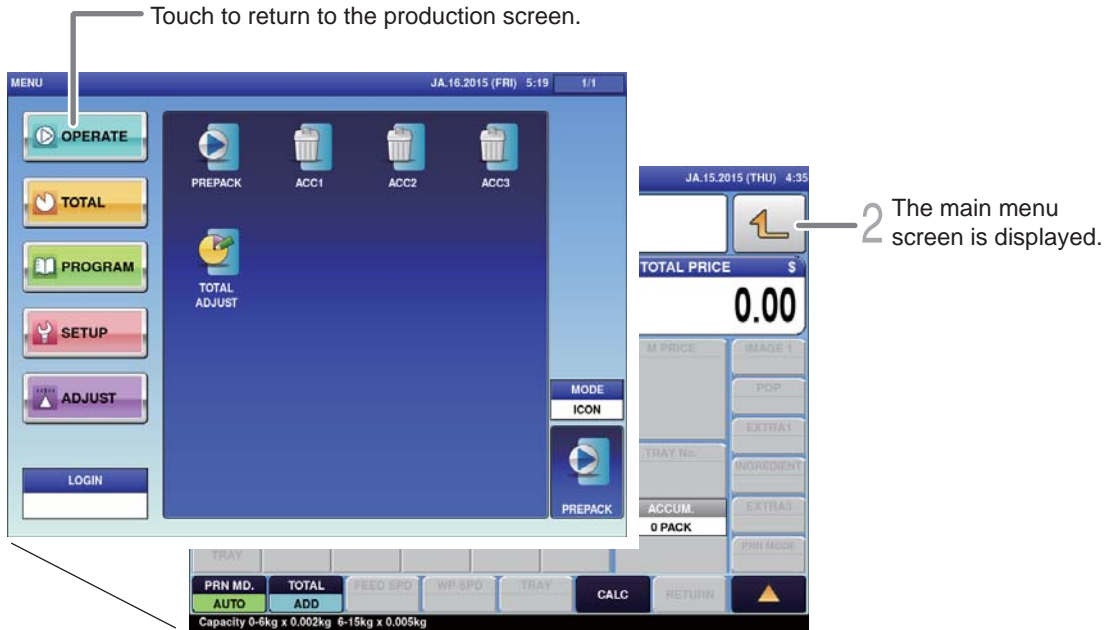 Touch to return to the production screen.
MENU JA.16.2015 (FRI) 5:19 1/1
OPERATE
PREPACK ACC1 ACC2 ACC3
TOTAL
PROGRAM
TOTAL
ADJUST
SETUP
ADJUST
MODE
ICON
LOGIN
PREPACK
JA.15.2015 (THU) 4:35
2 The main menu
screen is displayed.
TOTAL PRICE $
0.00
M.PRICE IMAGE 1
POP
EXTRA1
TRAY No.
INGREDIENT
ACCUM. EXTRA3
0 PACK
PRN MODE
TRAY
PRN MD. TOTAL FEED SPD WP SPD TRAY CALC RETURN
AUTO ADD
Capacity 0-6kg x 0.002kg 6-15kg x 0.005kg